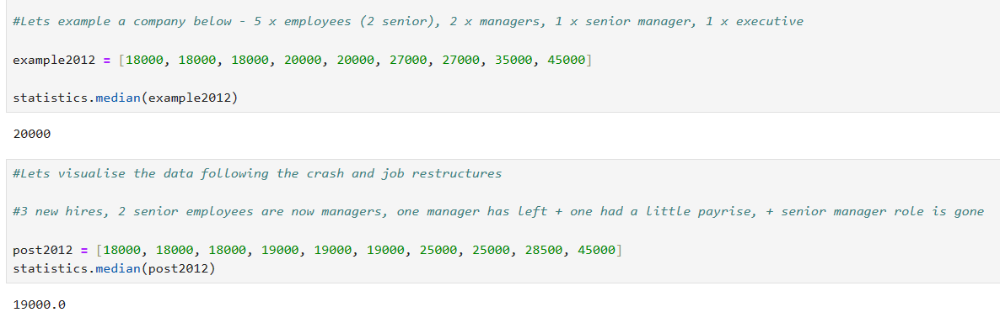 #Lets example a company below - 5 x employees (2 senior), 2 x managers, 1 x senior manager, 1 x executive
example2012 = [18000, 18000, 18000, 20000, 20000, 27000, 27000, 35000, 45000]
statistics.median(example2012)
20000
#Lets visualise the data following the crash and job restructures
#3 new hires, 2 senior employees are now managers, one manager has left + one had a little payrise, + senior manager role is gone
post2012 = [18000, 18000, 18000, 19000, 19000, 19000, 25000, 25000, 28500, 45000]
statistics.median(post2012)
19000.0